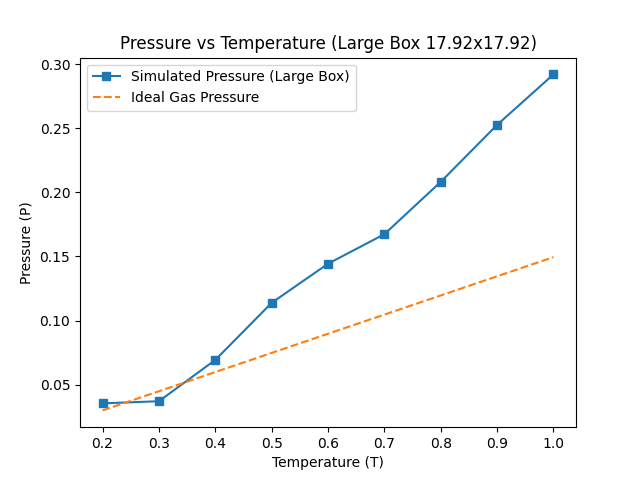 Pressure vs Temperature (Large Box 17.92x17.92)
Simulated Pressure (Large Box)
Ideal Gas Pressure
Pressure (P)
0.30
0.25
0.20
0.15
0.10
0.05
0.2 0.3 0.4 0.5 0.6 0.7 0.8 0.9 1.0
Temperature (T)